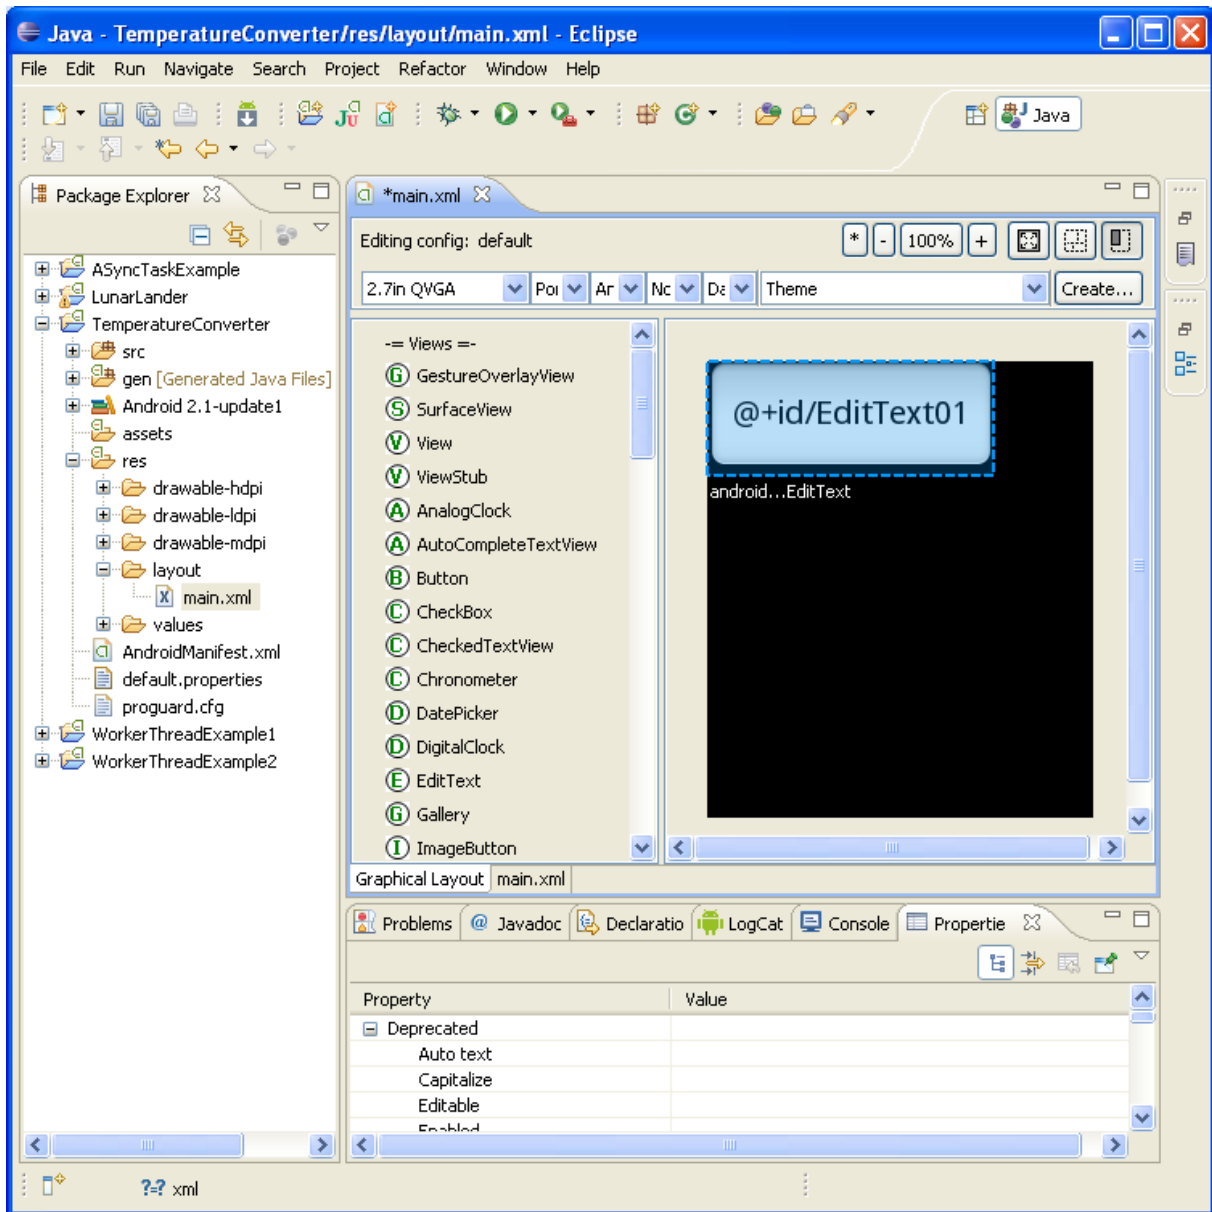 Java - TemperatureConverter/res/layout/main.xml - Eclipse
File Edit Run Navigate Search Project Refactor Window Help
Java
Package Explorer
*main.xml
Editing config: default
100%
2.7in QVGA
Theme
Create...
ASyncTaskExample
LunarLander
TemperatureConverter
src
gen [Generated Java Files]
Android 2.1-update1
assets
res
drawable-hdpi
drawable-ldpi
drawable-mdpi
layout
main.xml
values
AndroidManifest.xml
default.properties
proguard.cfg
WorkerThreadExample1
WorkerThreadExample2
-= Views =-
GestureOverlayView
SurfaceView
View
ViewStub
AnalogClock
AutoCompleteTextView
Button
CheckBox
CheckedTextView
Chronometer
DatePicker
DigitalClock
EditText
Gallery
ImageButton
@+id/EditText01
android...EditText
Graphical Layout main.xml
Problems @ Javadoc Declaratio LogCat Console Propertie
Property Value
Deprecated
Auto text
Capitalize
Editable
Enabled
xml